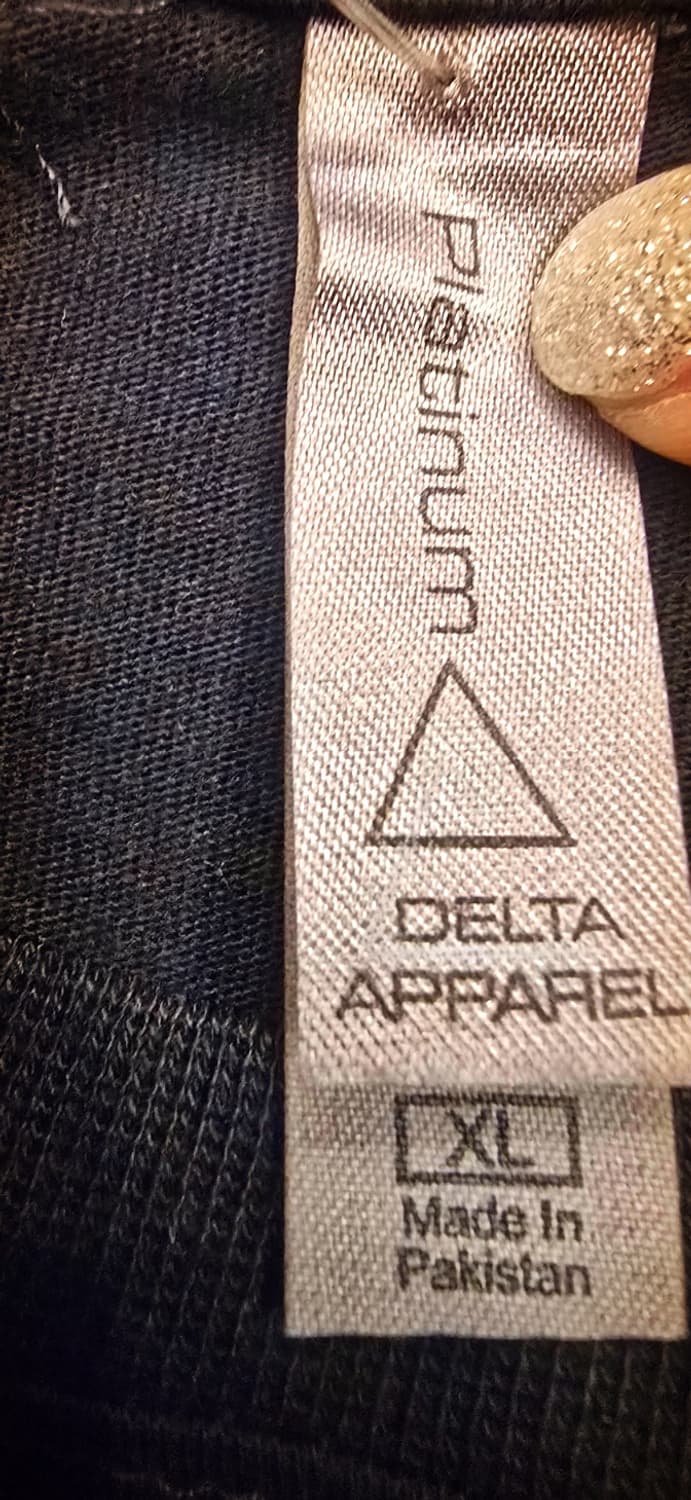 Platinum
DELTA
APPAREL
XL
Made In
Pakistan